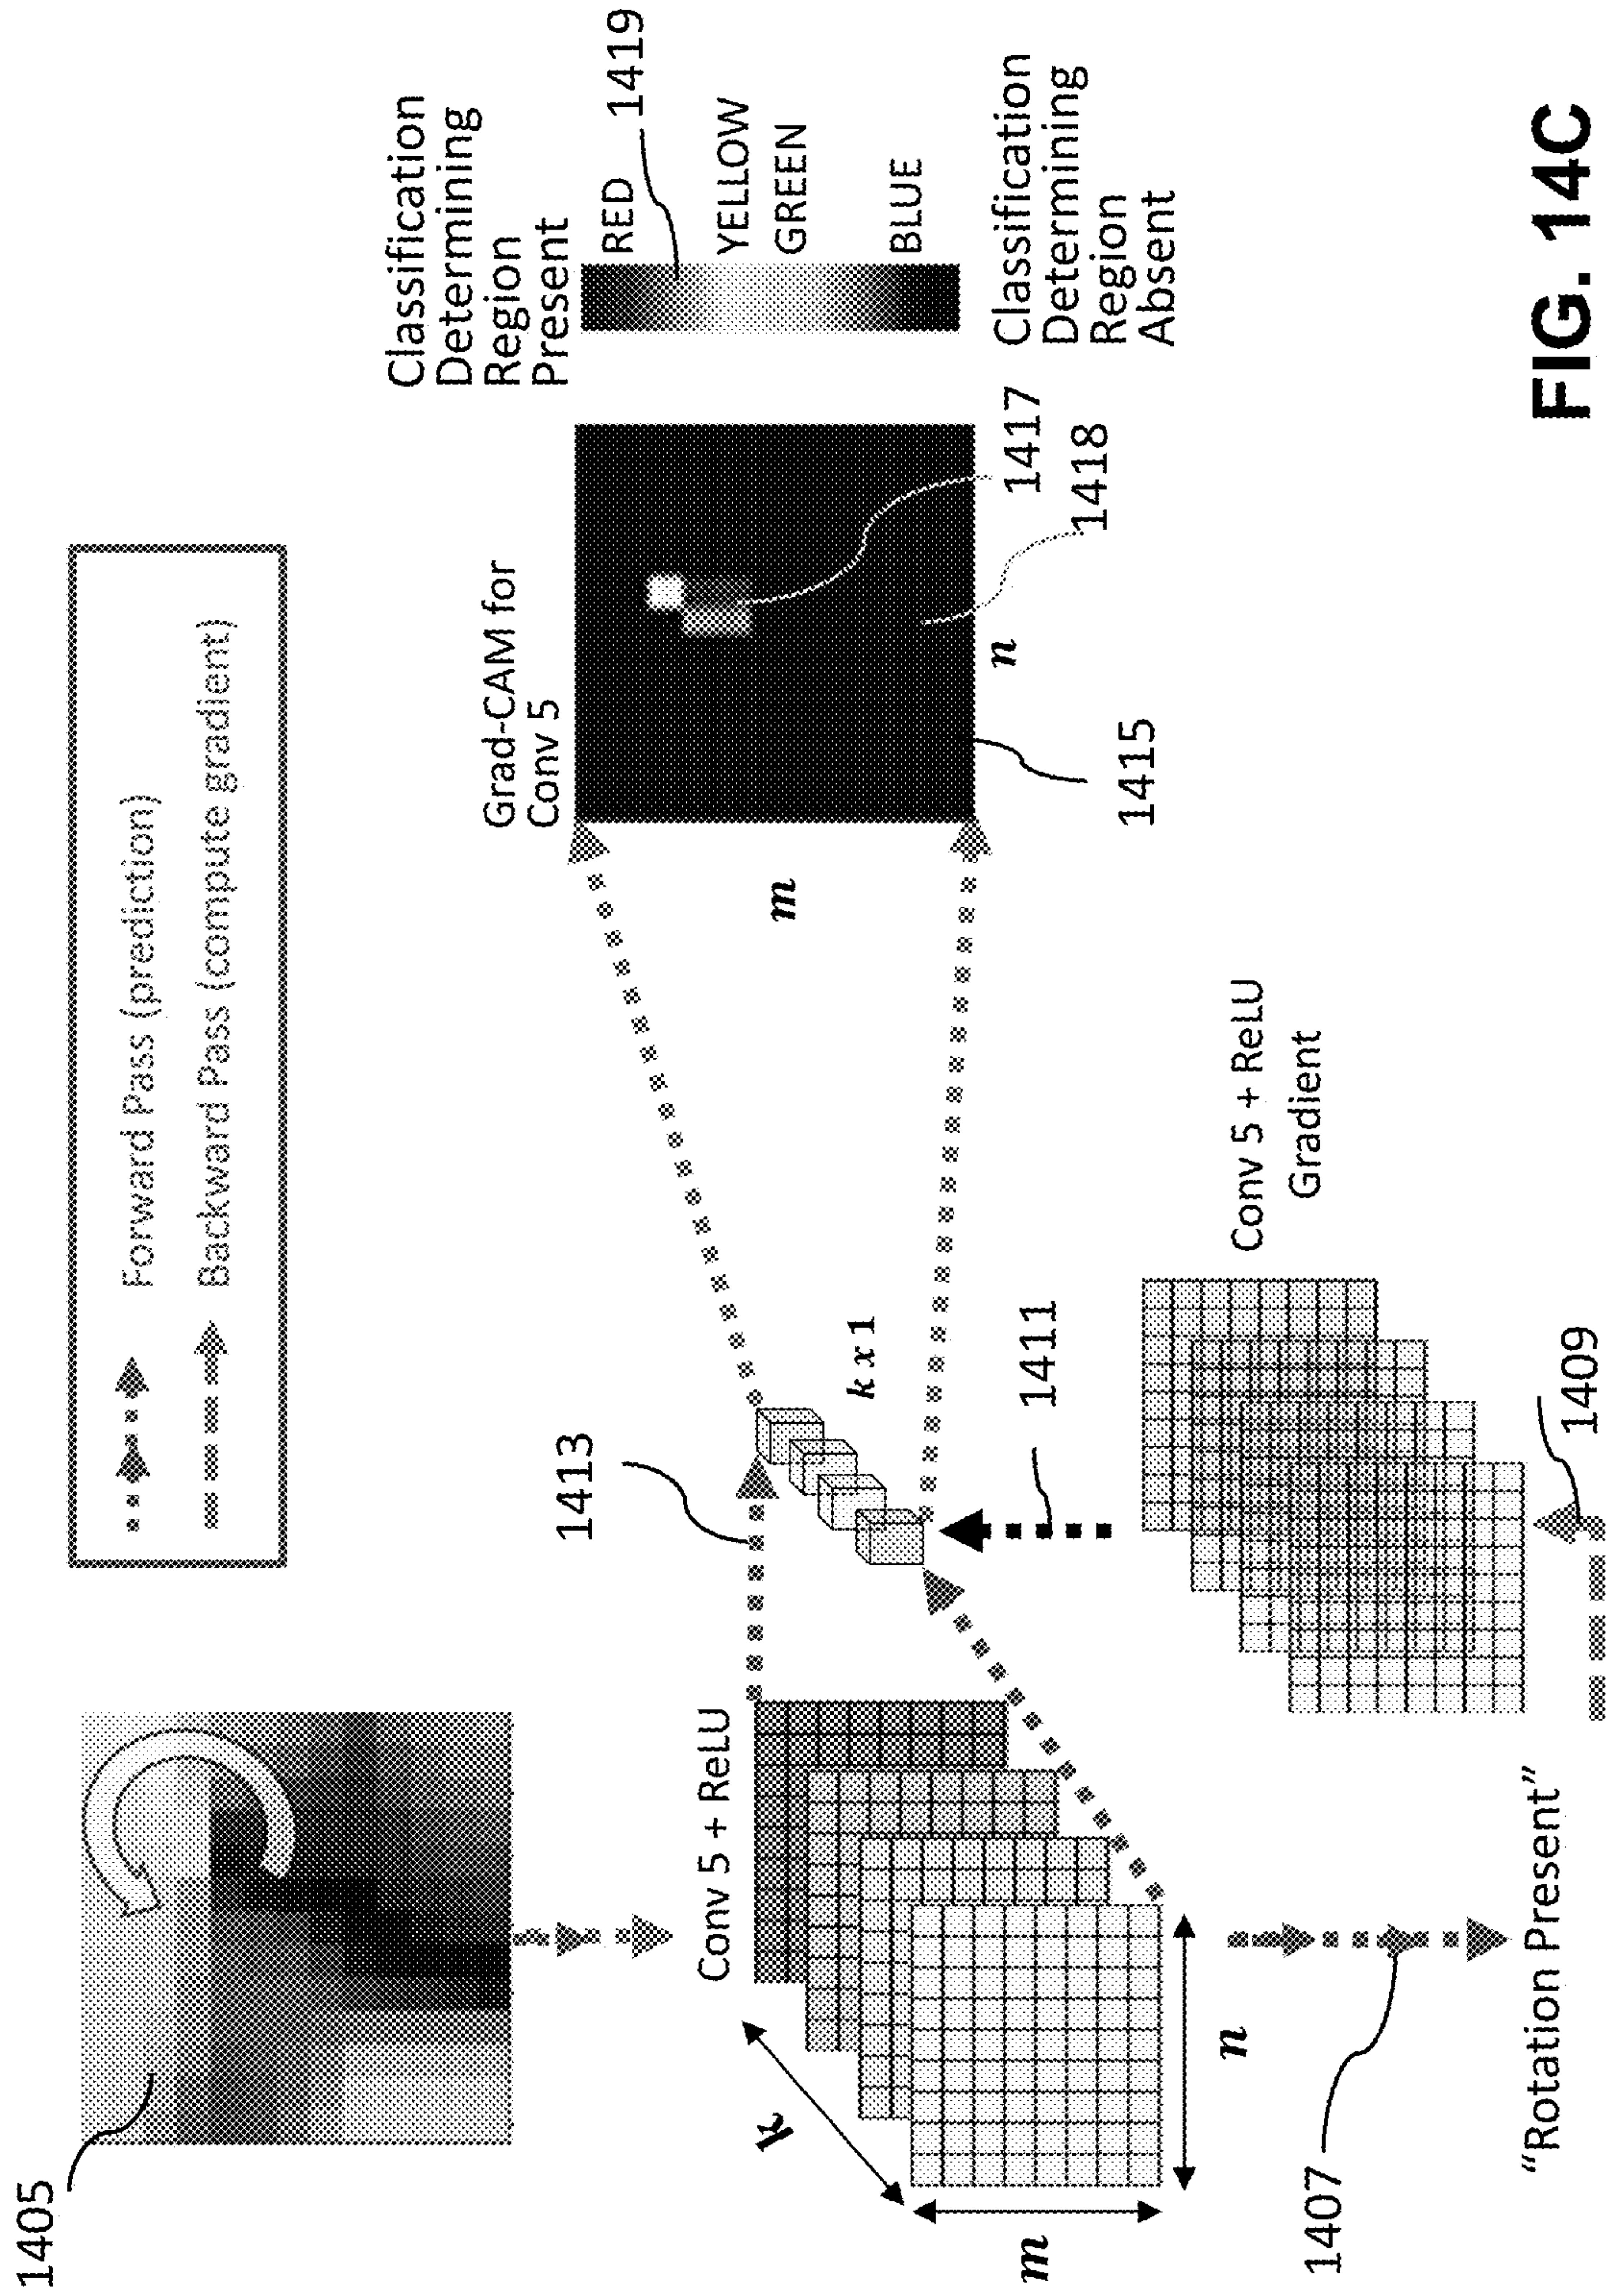 1405
Forward Pass (prediction)
Backward Pass (compute gradient)
Conv 5 + ReLU
k
m
n
1407
"Rotation Present"
1413
k x 1
1411
Conv 5 + ReLU
Gradient
1409
Grad-CAM for
Conv 5
m
n
1415
1417
1418
Classification
Determining
Region
Present
RED
1419
YELLOW
GREEN
BLUE
Classification
Determining
Region
Absent
FIG. 14C